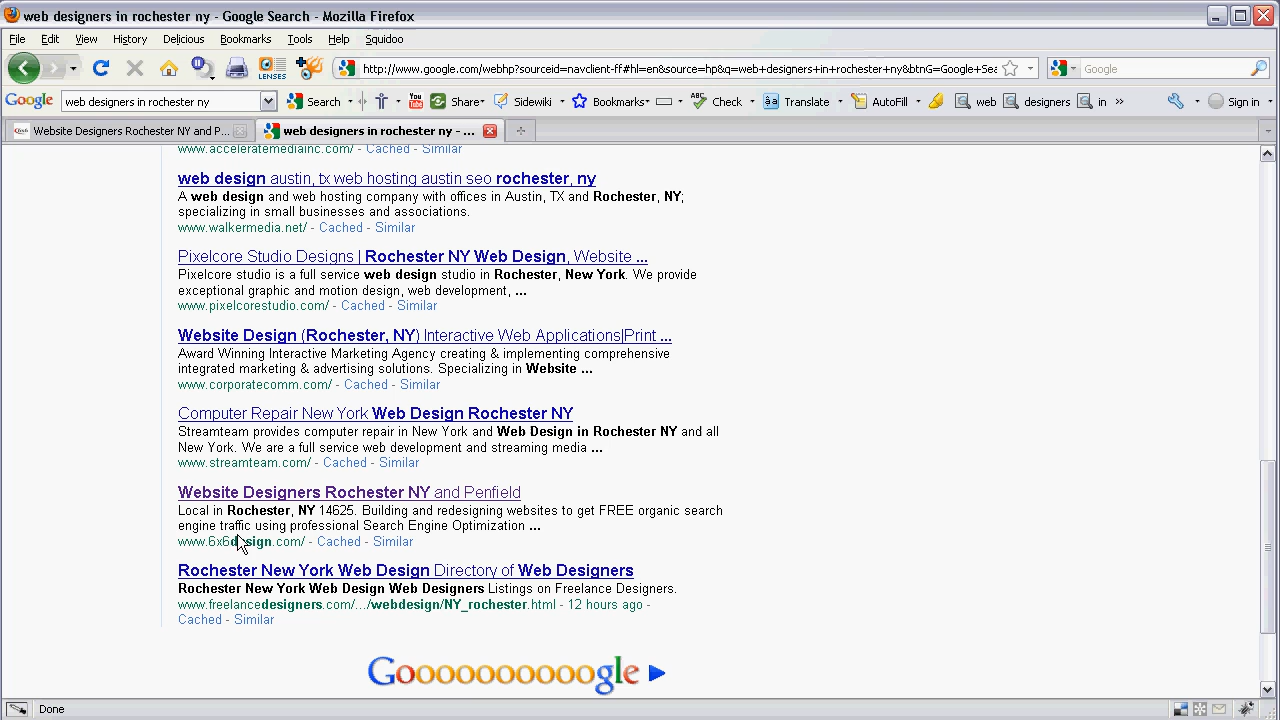 web designers in rochester ny - Google Search - Mozilla Firefox
File Edit View History Delicious Bookmarks Tools Help Squidoo
LENSES http://www.google.com/webhp?sourceid=navclient-ff#hl=en&source=hp&q=web+designers+in+rochester+ny&btnG=Google+Sea Google
Google web designers in rochester ny Search You Tube Share Sidewiki Bookmarks ABC Check Translate AutoFill web designers in » Sign in
Website Designers Rochester NY and P... web designers in rochester ny - ...
www.acceleratemediainc.com/ - Cached - Similar
web design austin, tx web hosting austin seo rochester, ny
A web design and web hosting company with offices in Austin, TX and Rochester, NY;
specializing in small businesses and associations.
www.walkermedia.net/ - Cached - Similar
Pixelcore Studio Designs | Rochester NY Web Design, Website ...
Pixelcore studio is a full service web design studio in Rochester, New York. We provide
exceptional graphic and motion design, web development, ...
www.pixelcorestudio.com/ - Cached - Similar
Website Design (Rochester, NY) Interactive Web Applications|Print ...
Award Winning Interactive Marketing Agency creating & implementing comprehensive
integrated marketing & advertising solutions. Specializing in Website ...
www.corporatecomm.com/ - Cached - Similar
Computer Repair New York Web Design Rochester NY
Streamteam provides computer repair in New York and Web Design in Rochester NY and all
New York. We are a full service web development and streaming media ...
www.streamteam.com/ - Cached - Similar
Website Designers Rochester NY and Penfield
Local in Rochester, NY 14625. Building and redesigning websites to get FREE organic search
engine traffic using professional Search Engine Optimization ...
www.6x6design.com/ - Cached - Similar
Rochester New York Web Design Directory of Web Designers
Rochester New York Web Design Web Designers Listings on Freelance Designers.
www.freelancedesigners.com/.../webdesign/NY_rochester.html - 12 hours ago -
Cached - Similar
Goooooooooogle
Done